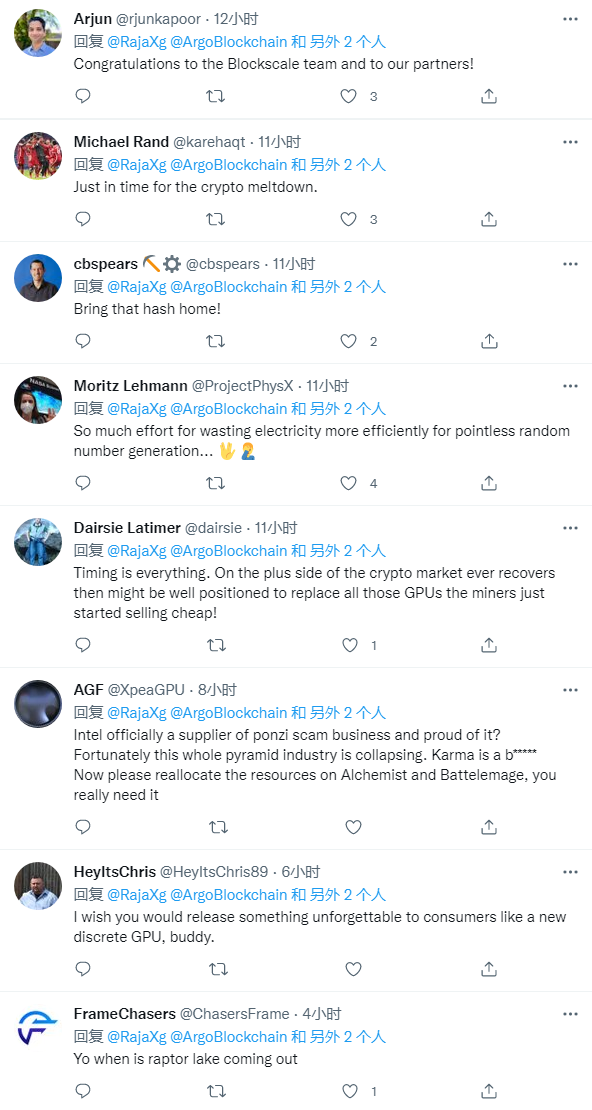 Arjun @rjunkapoor · 12小时
回复 @RajaXg @ArgoBlockchain 和 另外 2 个人
Congratulations to the Blockscale team and to our partners!
3
Michael Rand @karehaqt · 11小时
回复 @RajaXg @ArgoBlockchain 和 另外 2 个人
Just in time for the crypto meltdown.
3
cbspears ⛏️⚙️ @cbspears · 11小时
回复 @RajaXg @ArgoBlockchain 和 另外 2 个人
Bring that hash home!
2
Moritz Lehmann @ProjectPhysX · 11小时
回复 @RajaXg @ArgoBlockchain 和 另外 2 个人
So much effort for wasting electricity more efficiently for pointless random
number generation... 🖖🤦‍♂️
4
Dairsie Latimer @dairsie · 11小时
回复 @RajaXg @ArgoBlockchain 和 另外 2 个人
Timing is everything. On the plus side of the crypto market ever recovers
then might be well positioned to replace all those GPUs the miners just
started selling cheap!
1
AGF @XpeaGPU · 8小时
回复 @RajaXg @ArgoBlockchain 和 另外 2 个人
Intel officially a supplier of ponzi scam business and proud of it?
Fortunately this whole pyramid industry is collapsing. Karma is a b*****
Now please reallocate the resources on Alchemist and Battelemage, you
really need it
HeyItsChris @HeyItsChris89 · 6小时
回复 @RajaXg @ArgoBlockchain 和 另外 2 个人
I wish you would release something unforgettable to consumers like a new
discrete GPU, buddy.
FrameChasers @ChasersFrame · 4小时
回复 @RajaXg @ArgoBlockchain 和 另外 2 个人
Yo when is raptor lake coming out
1